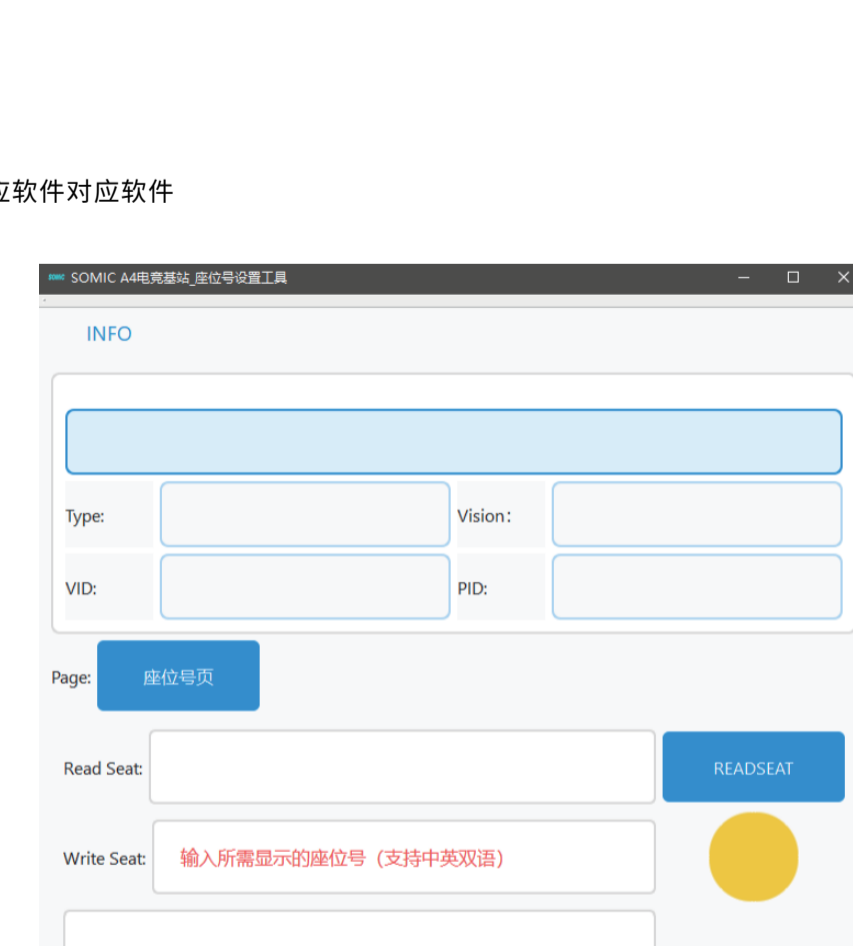 应软件对应软件
SOMIC SOMIC A4电竞基站_座位号设置工具
INFO
Type:
Vision：
VID:
PID:
Page: 座位号页
Read Seat: READSEAT
Write Seat: 输入所需显示的座位号（支持中英双语）